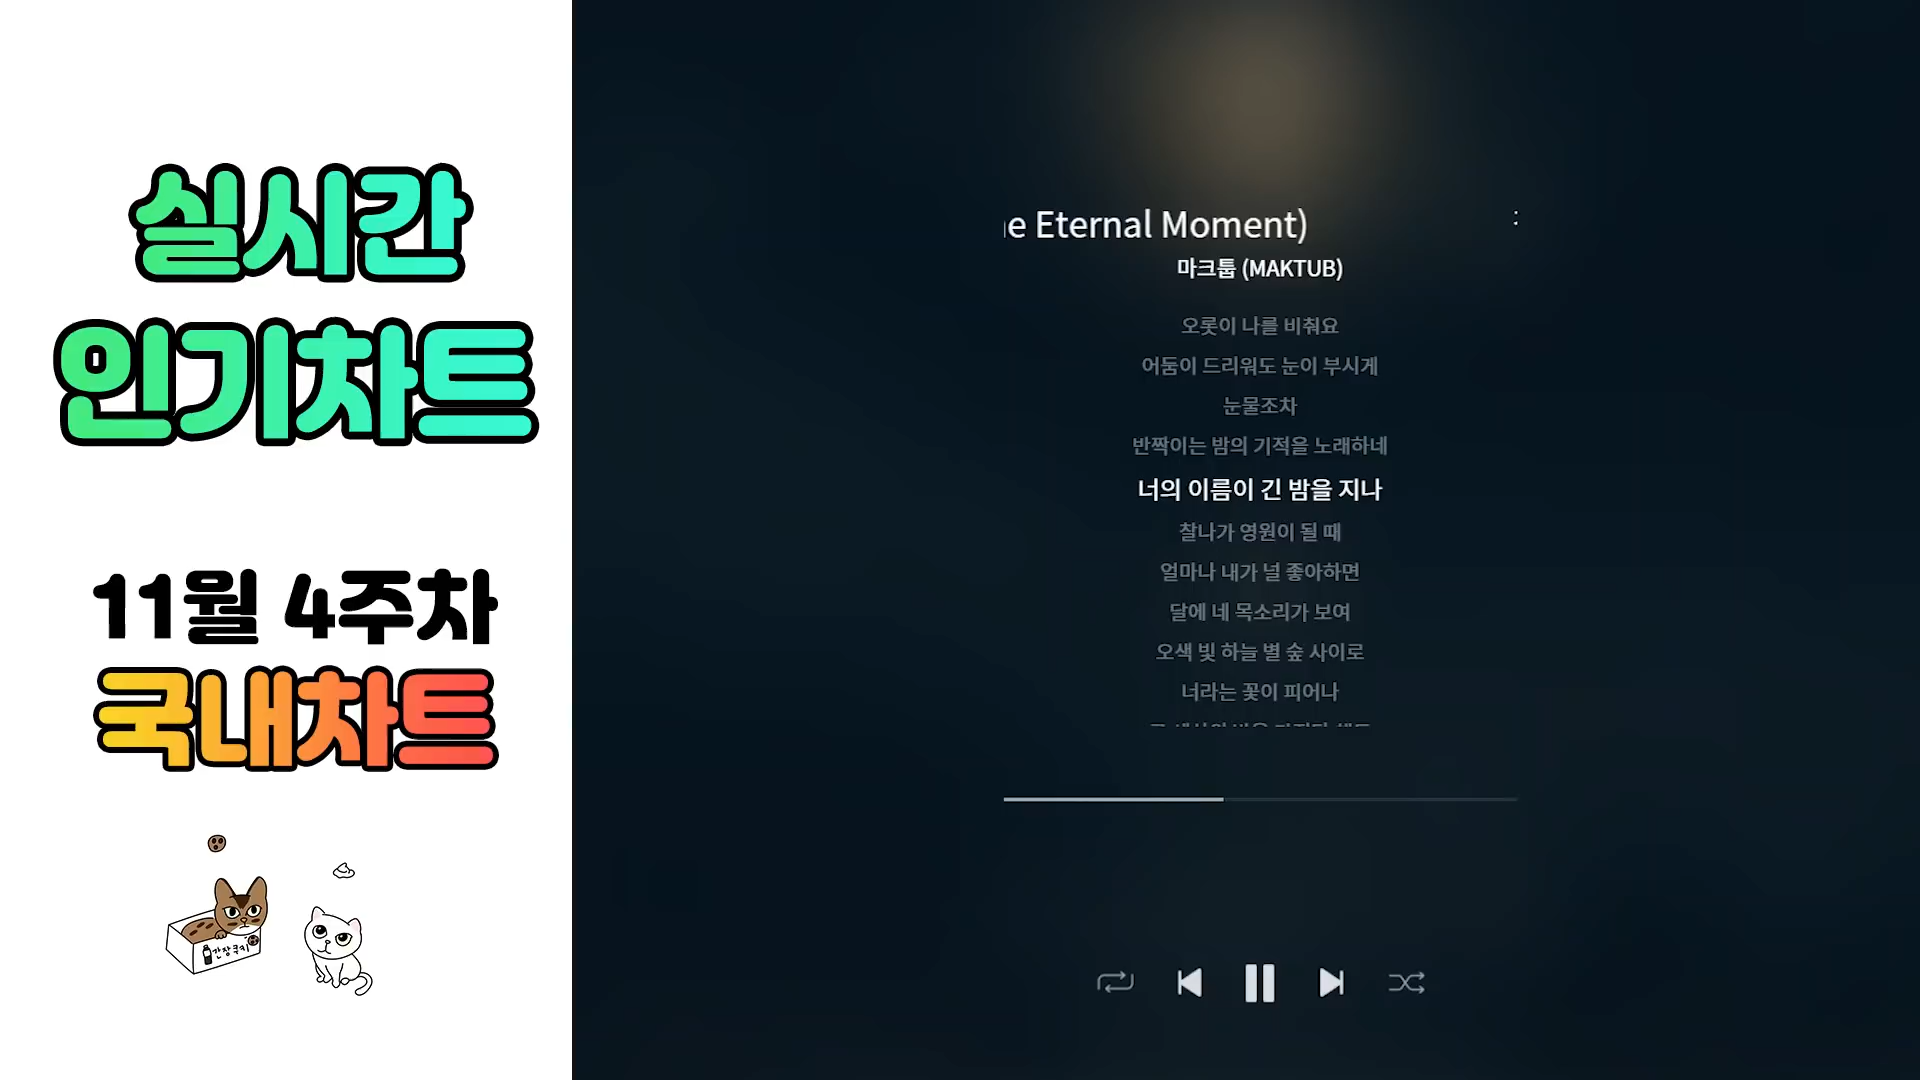 실시간
인기차트
11월 4주차
국내차트
간장쿠키
e Eternal Moment)
마크툽 (MAKTUB)
오롯이 나를 비춰요
어둠이 드리워도 눈이 부시게
눈물조차
반짝이는 밤의 기적을 노래하네
너의 이름이 긴 밤을 지나
찰나가 영원이 될 때
얼마나 내가 널 좋아하면
달에 네 목소리가 보여
오색 빛 하늘 별 숲 사이로
너라는 꽃이 피어나